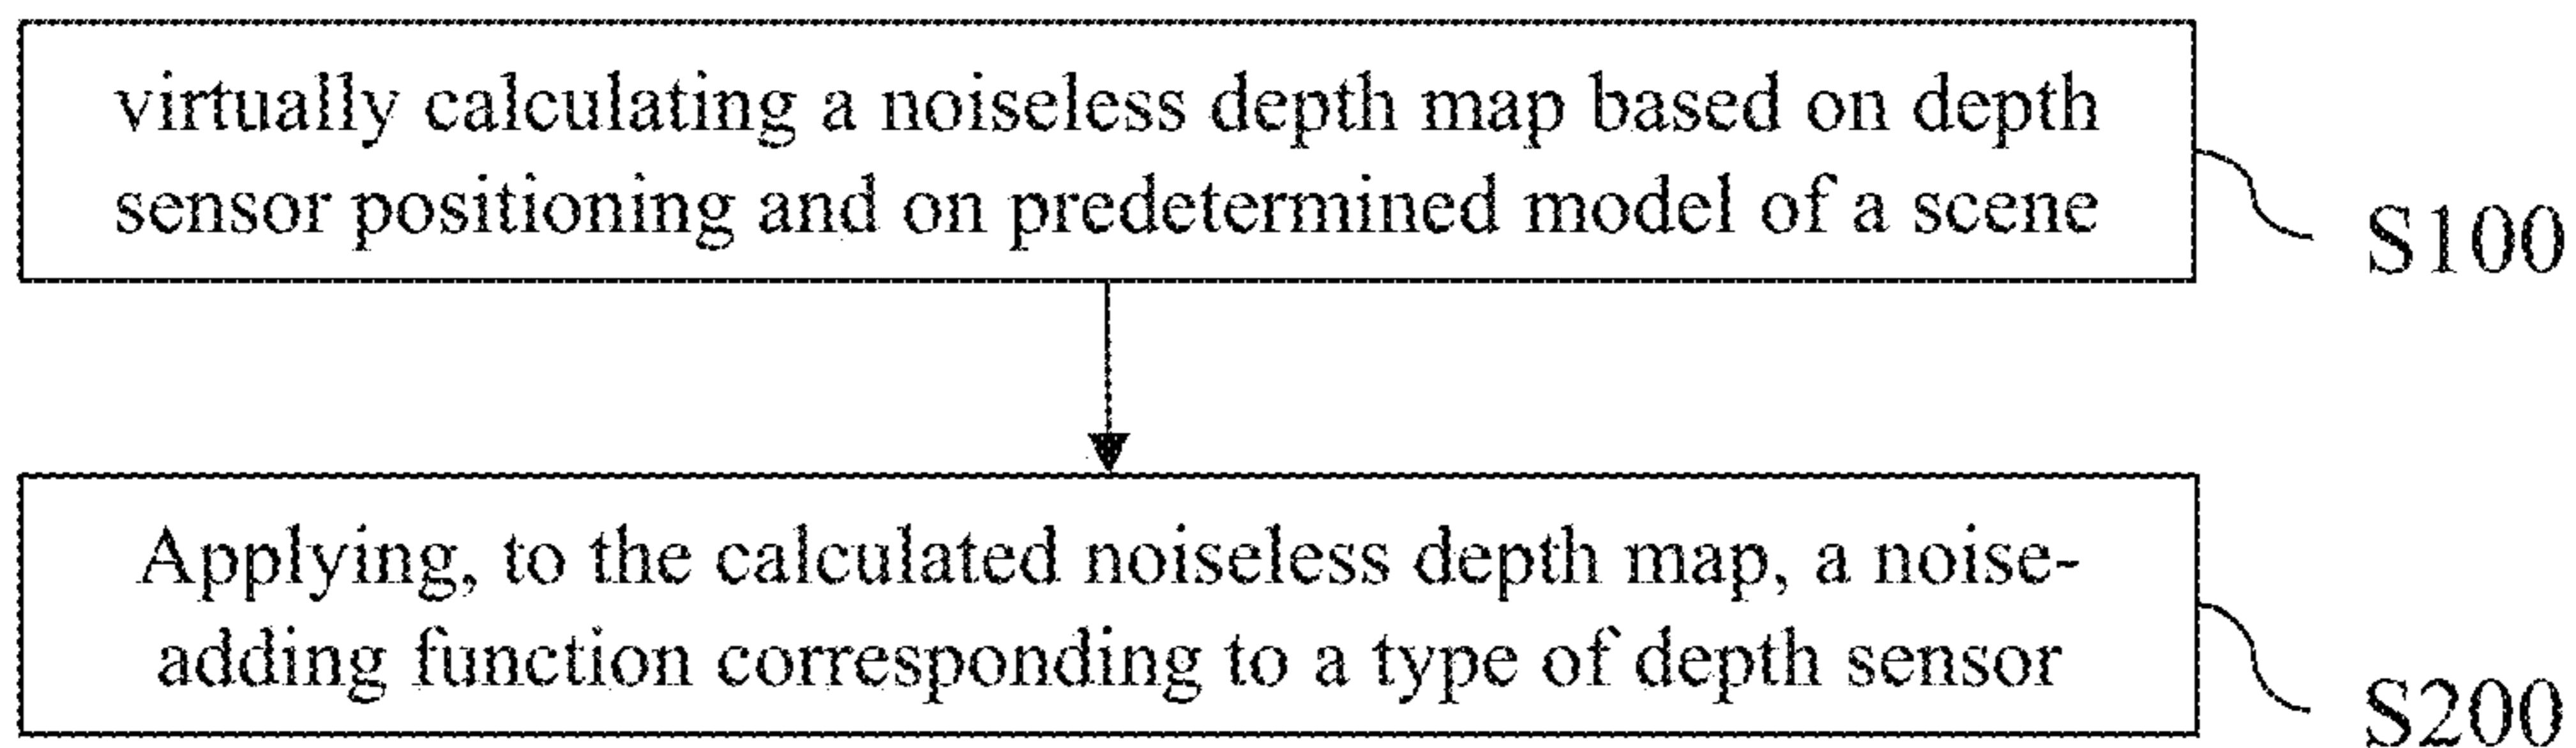 virtually calculating a noiseless depth map based on depth
sensor positioning and on predetermined model of a scene
S100
Applying, to the calculated noiseless depth map, a noise-
adding function corresponding to a type of depth sensor
S200